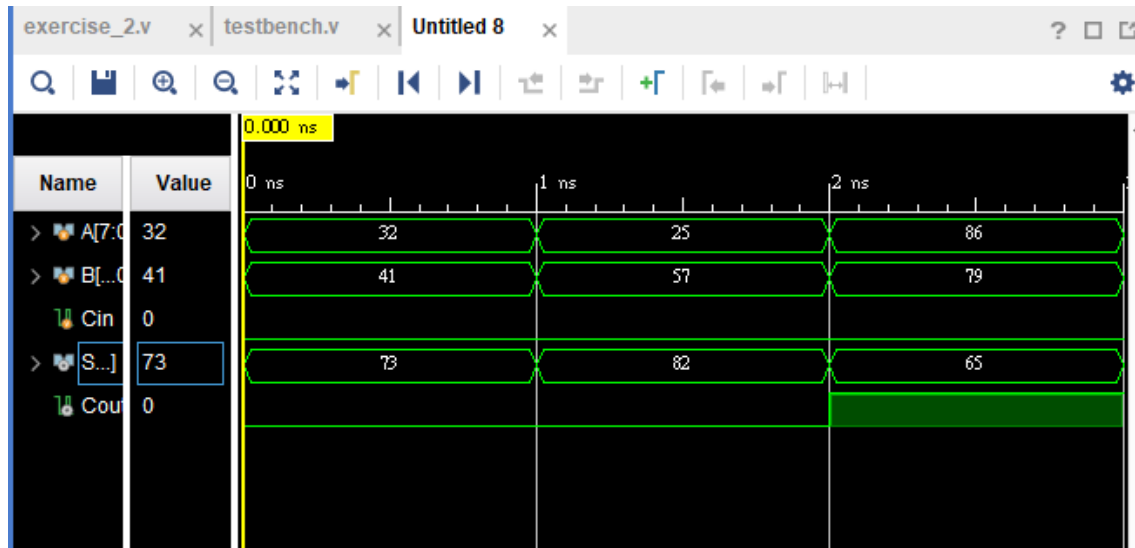 exercise_2.v × testbench.v × Untitled 8 ×
?
0.000 ns
Name Value 0 ns 1 ns 2 ns
A[7:0 32 32 25 86
B[...0 41 41 57 79
Cin 0
S...] 73 73 82 65
Cout 0